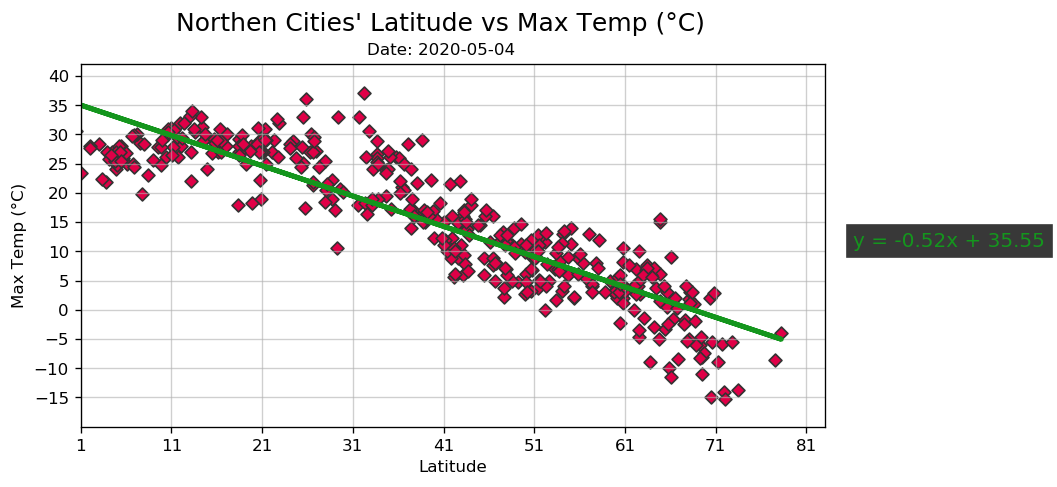 Northen Cities' Latitude vs Max Temp (°C)
Date: 2020-05-04
Max Temp (°C)
40
35
30
25
20
15
10
5
0
−5
−10
−15
1 11 21 31 41 51 61 71 81
Latitude
y = -0.52x + 35.55